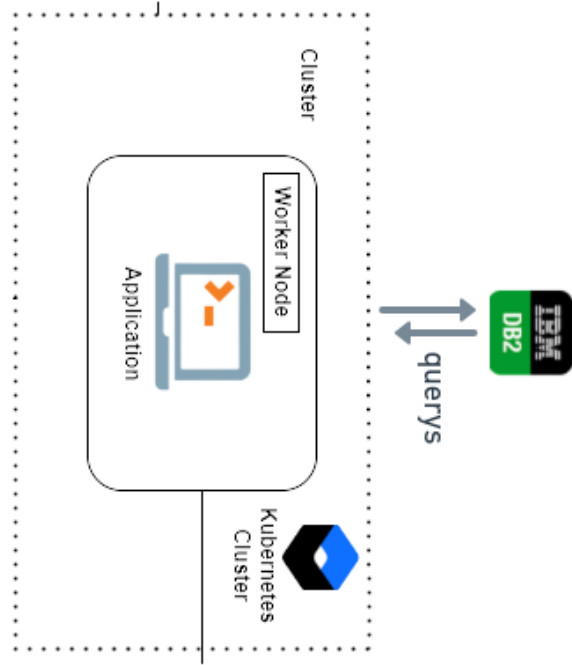 IBM
DB2
querys
Cluster
Worker Node
Application
Kubernetes
Cluster